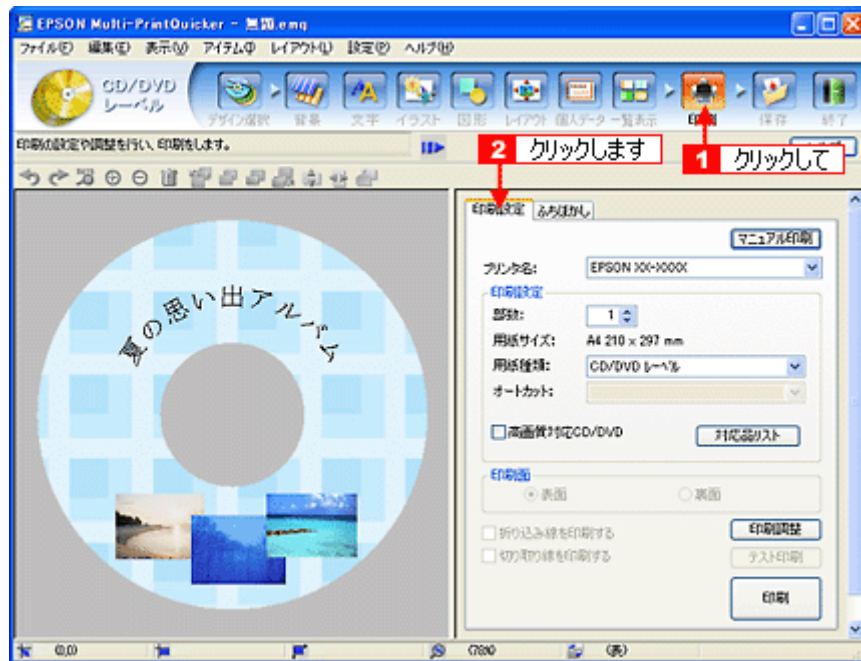 EPSON Multi-PrintQuicker - 無題.emq
ファイル(F) 編集(E) 表示(V) アイテム(I) レイアウト(L) 設定(P) ヘルプ(H)
CD/DVD
レーベル
デザイン選択 背景 文字 イラスト 図形 レイアウト 個人データ 一覧表示 印刷 保存 終了
印刷の設定や調整を行い、印刷をします。
2 クリックします
1 クリックして
印刷設定 ふちぼかし
マニュアル印刷
プリンタ名: EPSON XX-XXXX
印刷設定
部数: 1
用紙サイズ: A4 210 x 297 mm
用紙種類: CD/DVD レーベル
オートカット:
高画質対応CD/DVD 対応品リスト
印刷面
表面 裏面
折り込み線を印刷する 印刷調整
切り取り線を印刷する テスト印刷
印刷
夏の思い出アルバム
(0,0) (表)